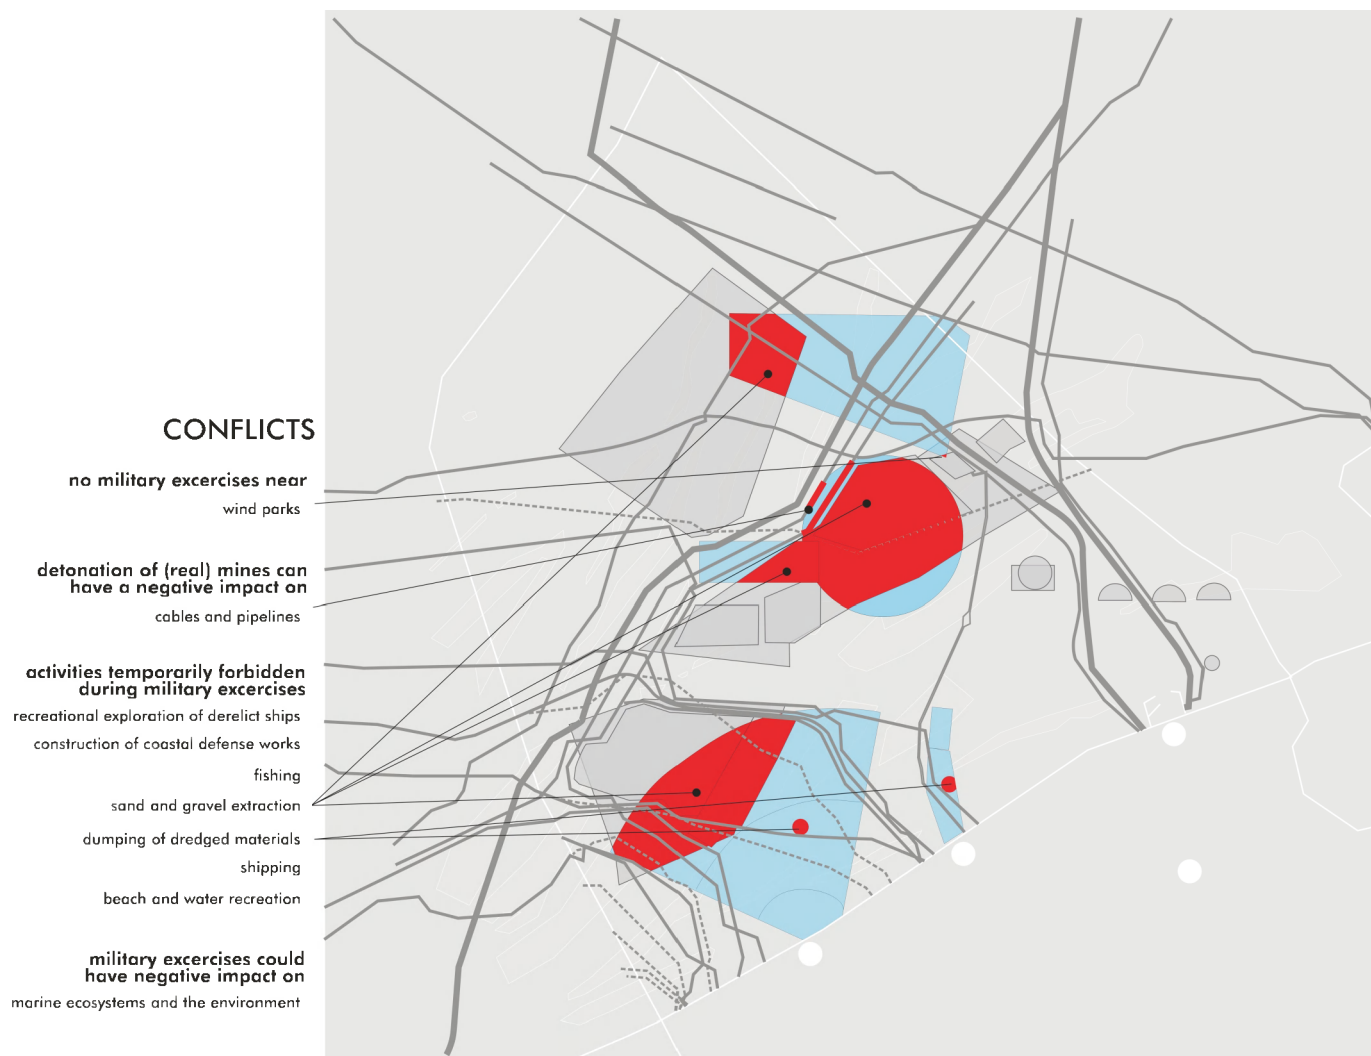 CONFLICTS
no military excercises near
wind parks
detonation of (real) mines can
have a negative impact on
cables and pipelines
activities temporarily forbidden
during military excercises
recreational exploration of derelict ships
construction of coastal defense works
fishing
sand and gravel extraction
dumping of dredged materials
shipping
beach and water recreation
military excercises could
have negative impact on
marine ecosystems and the environment